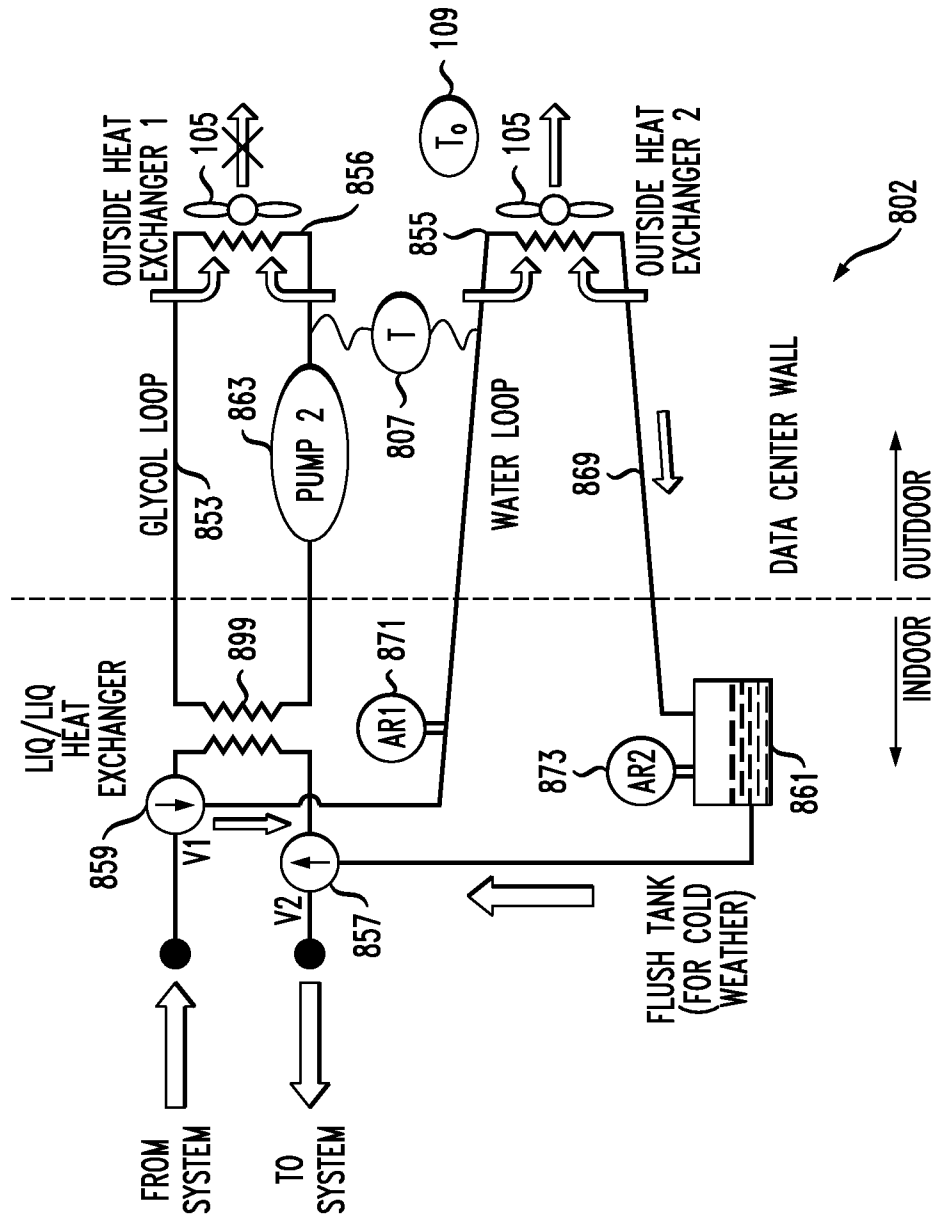 FROM
SYSTEM
TO
SYSTEM
LIQ/LIQ
HEAT
EXCHANGER
859
V1
V2
857
899
GLYCOL LOOP
853
863
PUMP 2
OUTSIDE HEAT
EXCHANGER 1
105
856
T
807
109
To
AR1
871
WATER LOOP
855
105
OUTSIDE HEAT
EXCHANGER 2
869
873
AR2
861
FLUSH TANK
(FOR COLD
WEATHER)
DATA CENTER WALL
INDOOR
OUTDOOR
802